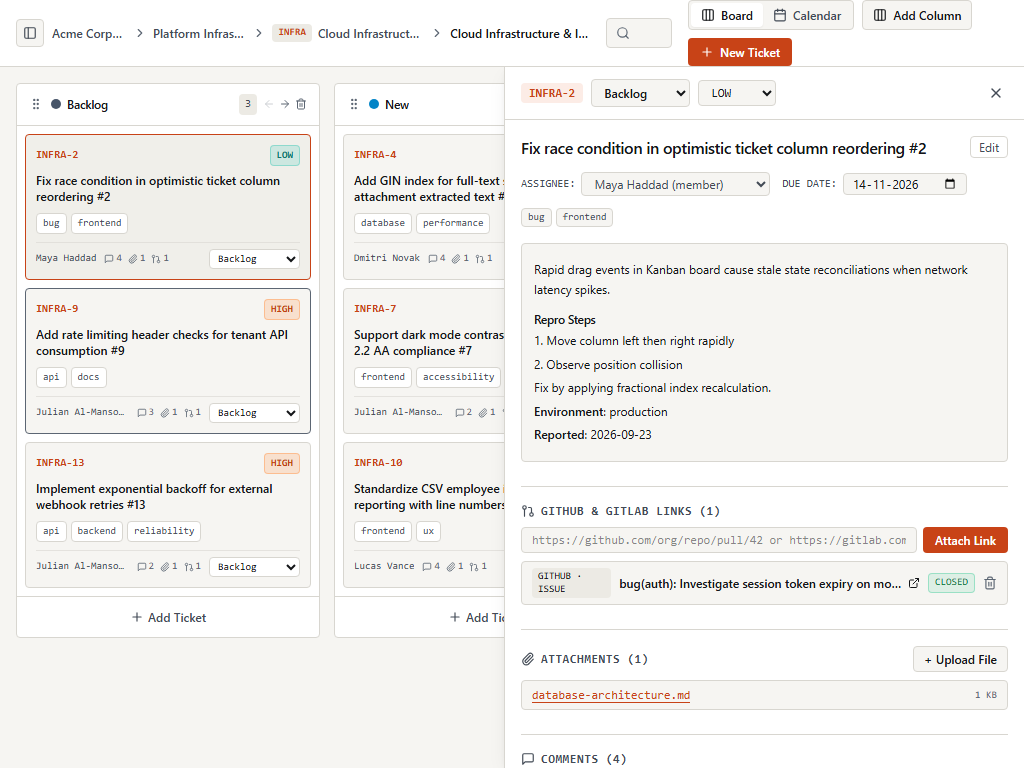 Acme Corp... > Platform Infras... > INFRA Cloud Infrastruct... > Cloud Infrastructure & I...
Board
Calendar
Add Column
+ New Ticket
Backlog
3
INFRA-2
LOW
Fix race condition in optimistic ticket column
reordering #2
bug
frontend
Maya Haddad
4
1
1
Backlog
INFRA-9
HIGH
Add rate limiting header checks for tenant API
consumption #9
api
docs
Julian Al-Manso…
3
1
1
Backlog
INFRA-13
HIGH
Implement exponential backoff for external
webhook retries #13
api
backend
reliability
Julian Al-Manso…
2
1
1
Backlog
+ Add Ticket
New
INFRA-4
Add GIN index for full-text
attachment extracted text
database
performance
Dmitri Novak
4
1
1
INFRA-7
Support dark mode contras
2.2 AA compliance #7
frontend
accessibility
Julian Al-Manso…
2
1
INFRA-10
Standardize CSV employee
reporting with line numbers
frontend
ux
Lucas Vance
4
1
1
+ Add Tic
INFRA-2
Backlog
LOW
Fix race condition in optimistic ticket column reordering #2
Edit
ASSIGNEE:
Maya Haddad (member)
DUE DATE:
14-11-2026
bug
frontend
Rapid drag events in Kanban board cause stale state reconciliations when network
latency spikes.
Repro Steps
1. Move column left then right rapidly
2. Observe position collision
Fix by applying fractional index recalculation.
Environment: production
Reported: 2026-09-23
GITHUB & GITLAB LINKS (1)
https://github.com/org/repo/pull/42 or https://gitlab.com
Attach Link
GITHUB ·
ISSUE
bug(auth): Investigate session token expiry on mo...
CLOSED
ATTACHMENTS (1)
+ Upload File
database-architecture.md
1 KB
COMMENTS (4)